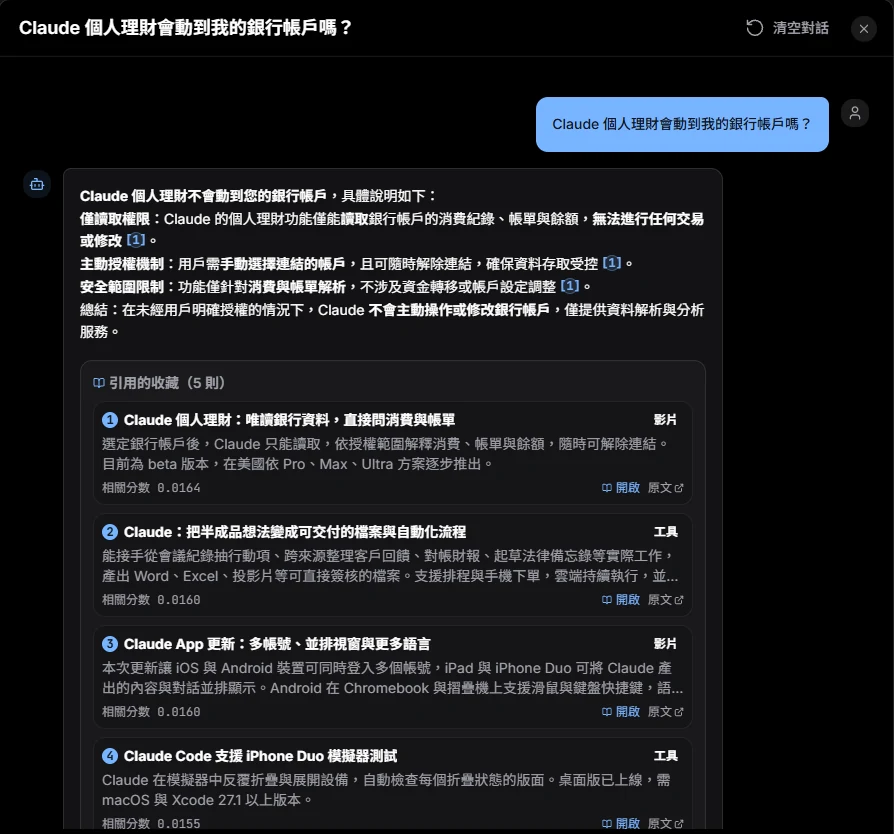 Claude 個人理財會動到我的銀行帳戶嗎？
清空對話
Claude 個人理財會動到我的銀行帳戶嗎？
Claude 個人理財不會動到您的銀行帳戶，具體說明如下：
僅讀取權限：Claude 的個人理財功能僅能讀取銀行帳戶的消費紀錄、帳單與餘額，無法進行任何交易
或修改 [1]。
主動授權機制：用戶需手動選擇連結的帳戶，且可隨時解除連結，確保資料存取受控 [1]。
安全範圍限制：功能僅針對消費與帳單解析，不涉及資金轉移或帳戶設定調整 [1]。
總結：在未經用戶明確授權的情況下，Claude 不會主動操作或修改銀行帳戶，僅提供資料解析與分析
服務。
引用的收藏（5 則）
1 Claude 個人理財：唯讀銀行資料，直接問消費與帳單 影片
選定銀行帳戶後，Claude 只能讀取，依授權範圍解釋消費、帳單與餘額，隨時可解除連結。
目前為 beta 版本，在美國依 Pro、Max、Ultra 方案逐步推出。
相關分數 0.0164 開啟 原文
2 Claude：把半成品想法變成可交付的檔案與自動化流程 工具
能接手從會議紀錄抽行動項、跨來源整理客戶回饋、對帳財報、起草法律備忘錄等實際工作，
產出 Word、Excel、投影片等可直接簽核的檔案。支援排程與手機下單，雲端持續執行，並...
相關分數 0.0160 開啟 原文
3 Claude App 更新：多帳號、並排視窗與更多語言 影片
本次更新讓 iOS 與 Android 裝置可同時登入多個帳號，iPad 與 iPhone Duo 可將 Claude 產
出的內容與對話並排顯示。Android 在 Chromebook 與摺疊機上支援滑鼠與鍵盤快捷鍵，語...
相關分數 0.0160 開啟 原文
4 Claude Code 支援 iPhone Duo 模擬器測試 工具
Claude 在模擬器中反覆折疊與展開設備，自動檢查每個折疊狀態的版面。桌面版已上線，需
macOS 與 Xcode 27.1 以上版本。
相關分數 0.0155 開啟 原文